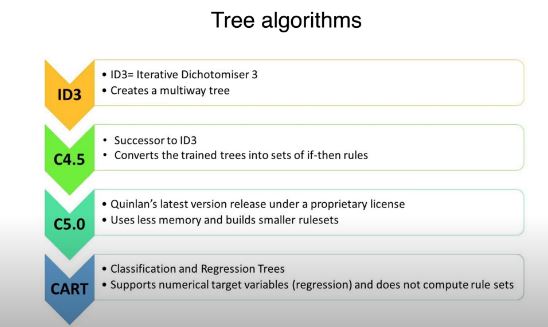 Tree algorithms
ID3
• ID3= Iterative Dichotomiser 3
• Creates a multiway tree
C4.5
• Successor to ID3
• Converts the trained trees into sets of if-then rules
C5.0
• Quinlan's latest version release under a proprietary license
• Uses less memory and builds smaller rulesets
CART
• Classification and Regression Trees
• Supports numerical target variables (regression) and does not compute rule sets